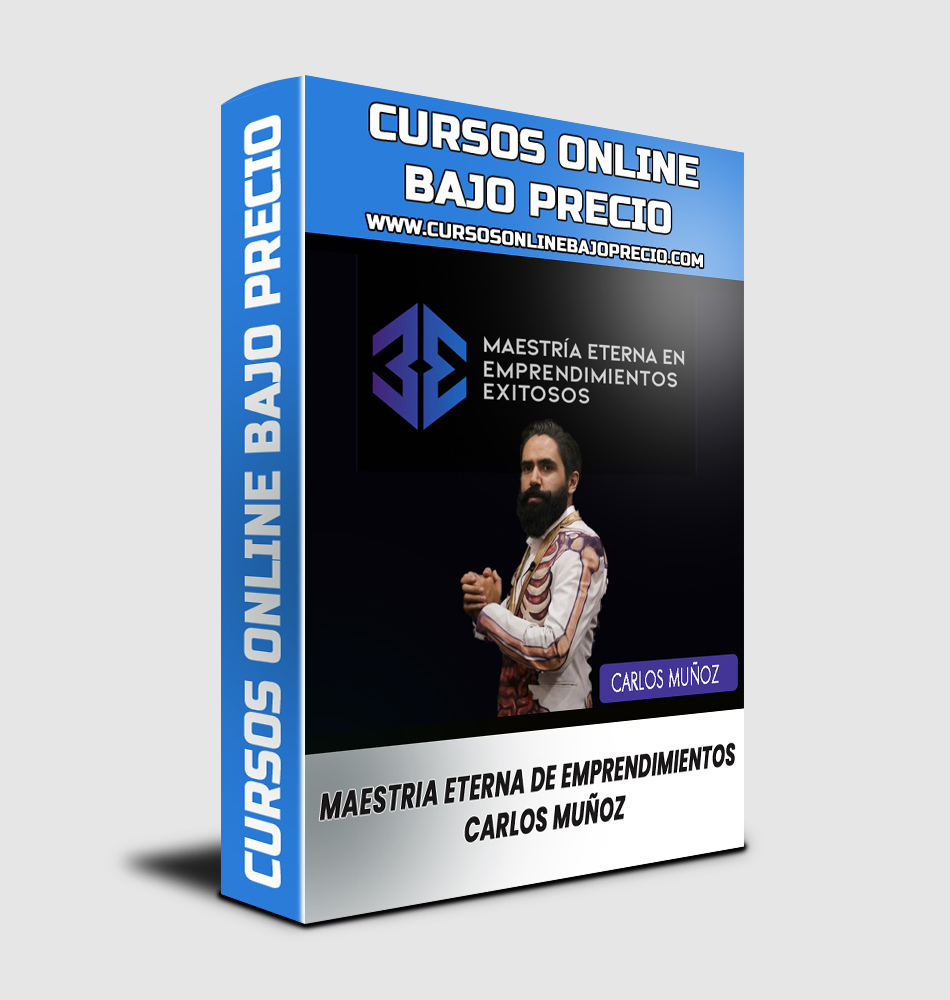 CURSOS ONLINE BAJO PRECIO
CURSOS ONLINE
BAJO PRECIO
WWW.CURSOSONLINEBAJOPRECIO.COM
MAESTRÍA ETERNA EN
EMPRENDIMIENTOS
EXITOSOS
CARLOS MUÑOZ
MAESTRIA ETERNA DE EMPRENDIMIENTOS
CARLOS MUÑOZ